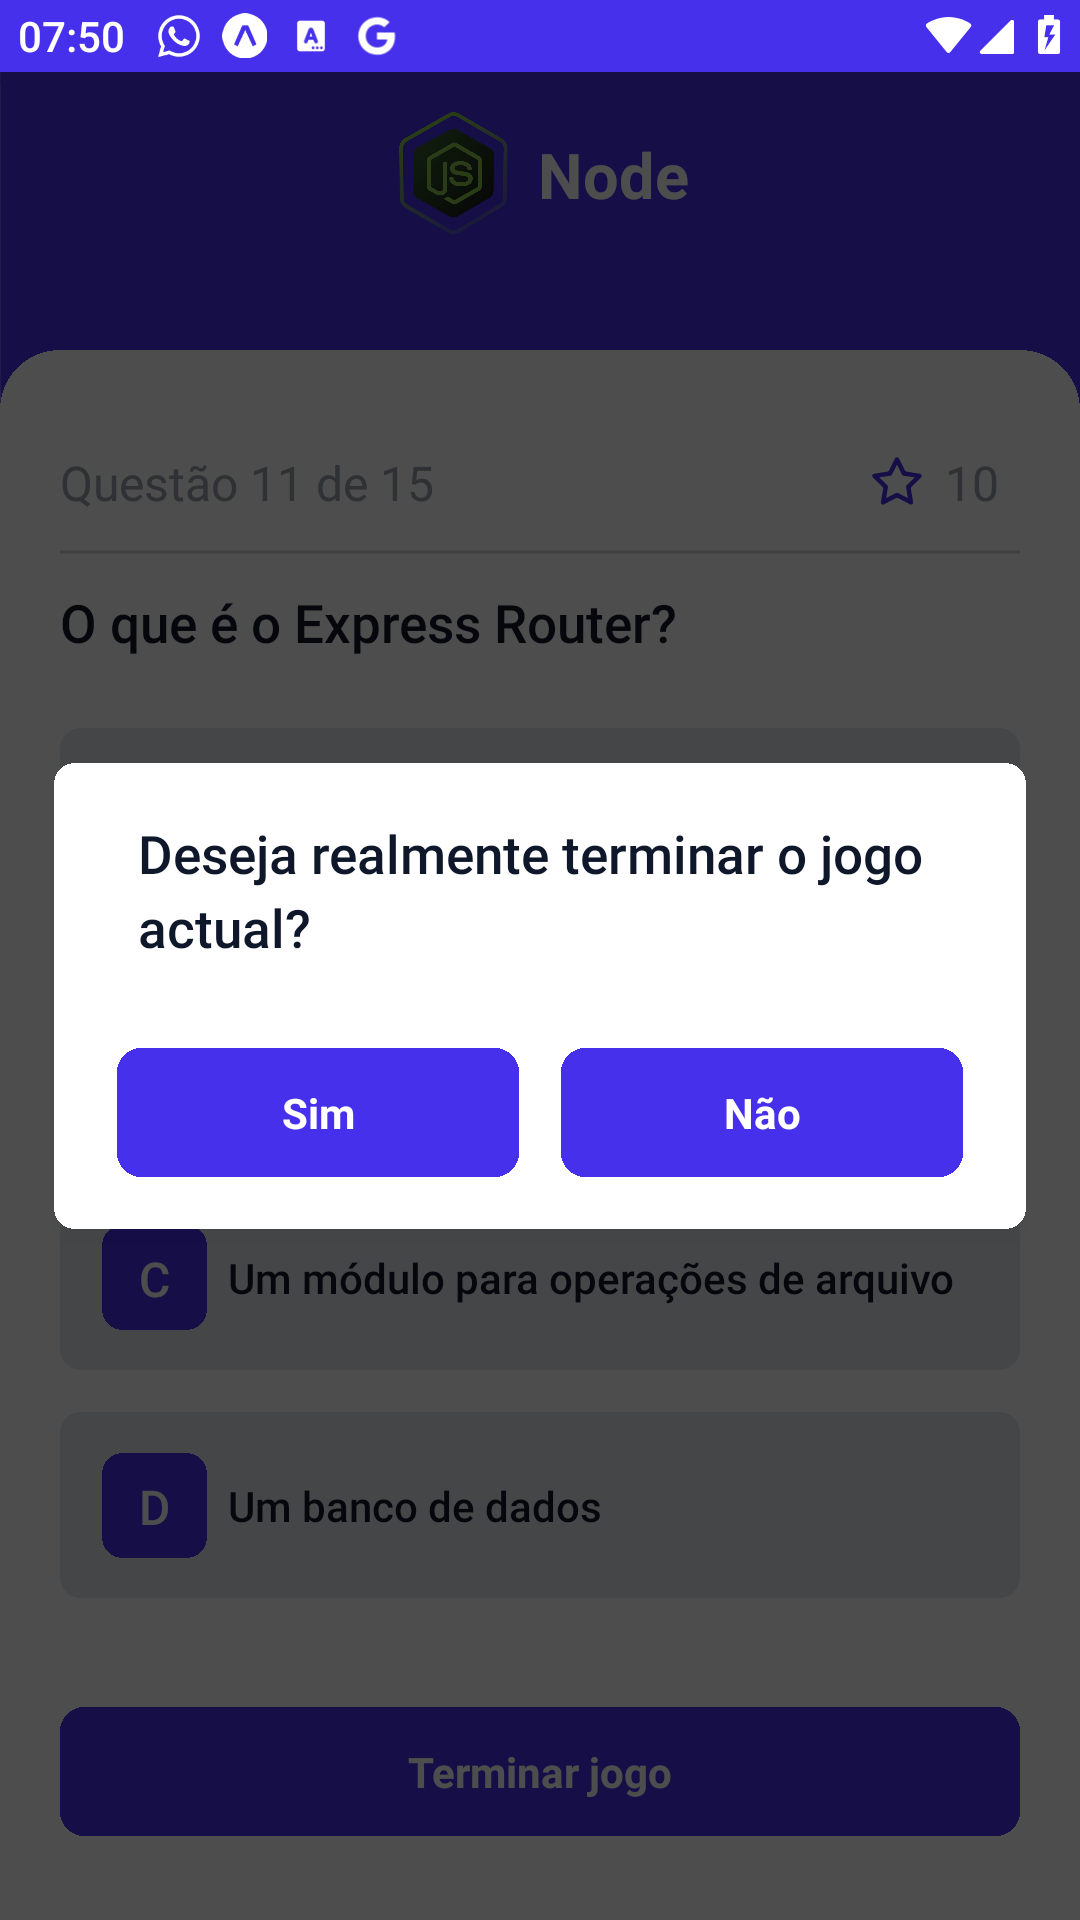 07:50
JS
Node
Questão 11 de 15
10
O que é o Express Router?
Deseja realmente terminar o jogo
actual?
Sim
Não
C
Um módulo para operações de arquivo
D
Um banco de dados
Terminar jogo